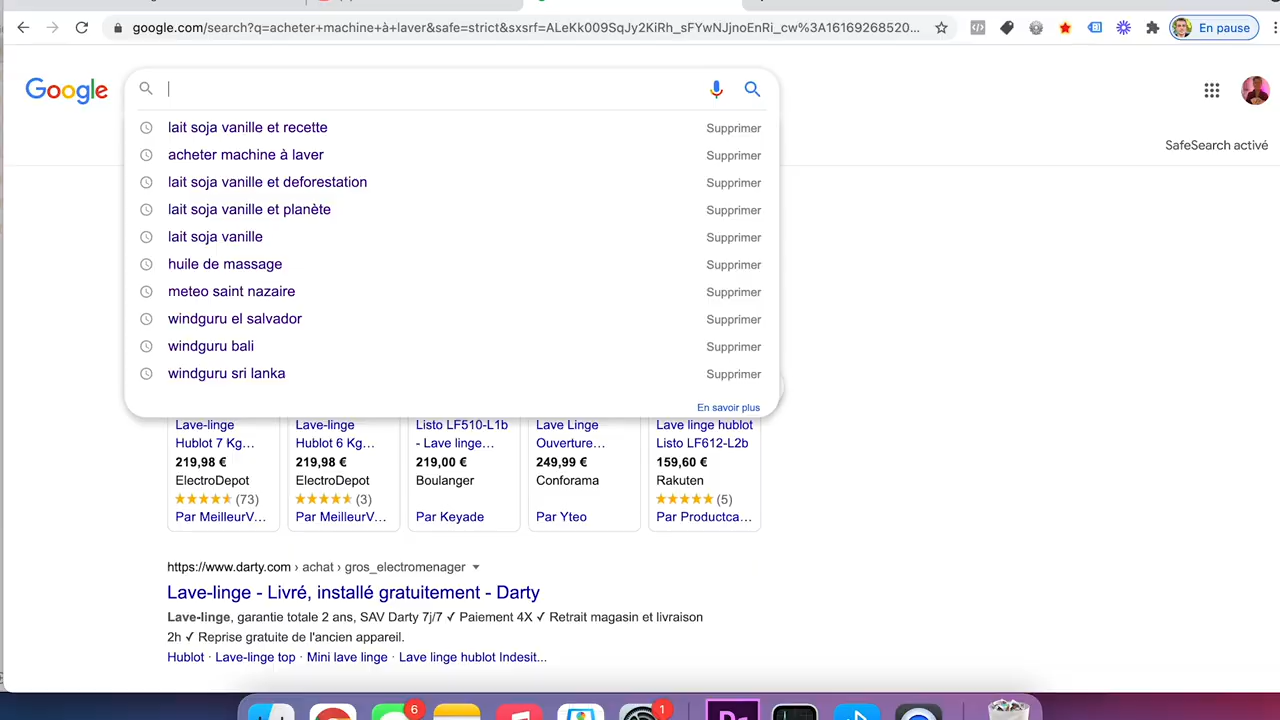 google.com/search?q=acheter+machine+à+laver&safe=strict&sxsrf=ALeKk009SqJy2KiRh_sFYwNJjnoEnRi_cw%3A16169268520...
En pause
Google
lait soja vanille et recette Supprimer
acheter machine à laver Supprimer
SafeSearch activé
lait soja vanille et deforestation Supprimer
lait soja vanille et planète Supprimer
lait soja vanille Supprimer
huile de massage Supprimer
meteo saint nazaire Supprimer
windguru el salvador Supprimer
windguru bali Supprimer
windguru sri lanka Supprimer
En savoir plus
Lave-linge Lave-linge Listo LF510-L1b Lave Linge Lave linge hublot
Hublot 7 Kg... Hublot 6 Kg... - Lave linge... Ouverture... Listo LF612-L2b
219,98 € 219,98 € 219,00 € 249,99 € 159,60 €
ElectroDepot ElectroDepot Boulanger Conforama Rakuten
(73) (3) (5)
Par MeilleurV... Par MeilleurV... Par Keyade Par Yteo Par Productca...
https://www.darty.com › achat › gros_electromenager
Lave-linge - Livré, installé gratuitement - Darty
Lave-linge, garantie totale 2 ans, SAV Darty 7j/7 ✓ Paiement 4X ✓ Retrait magasin et livraison
2h ✓ Reprise gratuite de l'ancien appareil.
Hublot · Lave-linge top · Mini lave linge · Lave linge hublot Indesit...
6 1
Pr